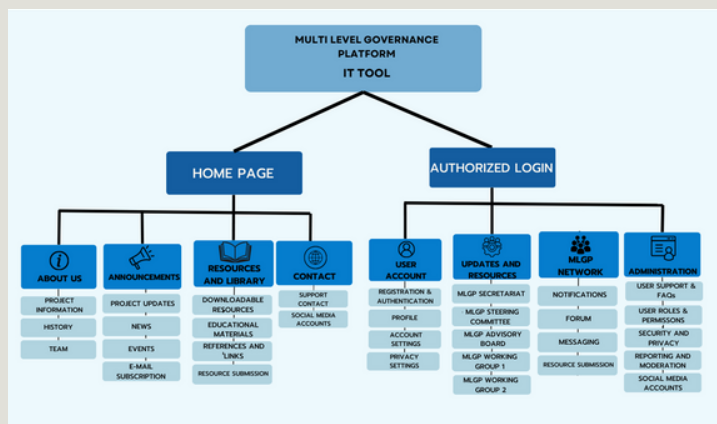 MULTI LEVEL GOVERNANCE
PLATFORM
IT TOOL
HOME PAGE
AUTHORIZED LOGIN
ABOUT US
PROJECT
INFORMATION
HISTORY
TEAM
ANNOUNCEMENTS
PROJECT UPDATES
NEWS
EVENTS
E-MAIL
SUBSCRIPTION
RESOURCES
AND LIBRARY
DOWNLOADABLE
RESOURCES
EDUCATIONAL
MATERIALS
REFERENCES AND
'LINKS
RESOURCE SUBMISSION
CONTACT
SUPPORT
CONTACT
SOCIAL MEDIA
ACCOUNTS
USER
ACCOUNT
REGISTRATION &
AUTHENTICATION
PROFILE
ACCOUNT
SETTINGS
PRIVACY
SETTINGS
UPDATES AND
RESOURCES
MLGP SECRETARIAT
MLGP STEERING
COMMITTEE
MLGP ADVISORY
BOARD
MLGP WORKING
GROUP 1
MLGP WORKING
GROUP 2
MLGP
NETWORK
NOTIFICATIONS
FORUM
MESSAGING
RESOURCE SUBMISSION
ADMINISTRATION
USER SUPPORT &
FAQs
USER ROLES &
PERMISSIONS
SECURITY AND
PRIVACY
REPORTING AND
MODERATION
SOCIAL MEDIA
ACCOUNTS